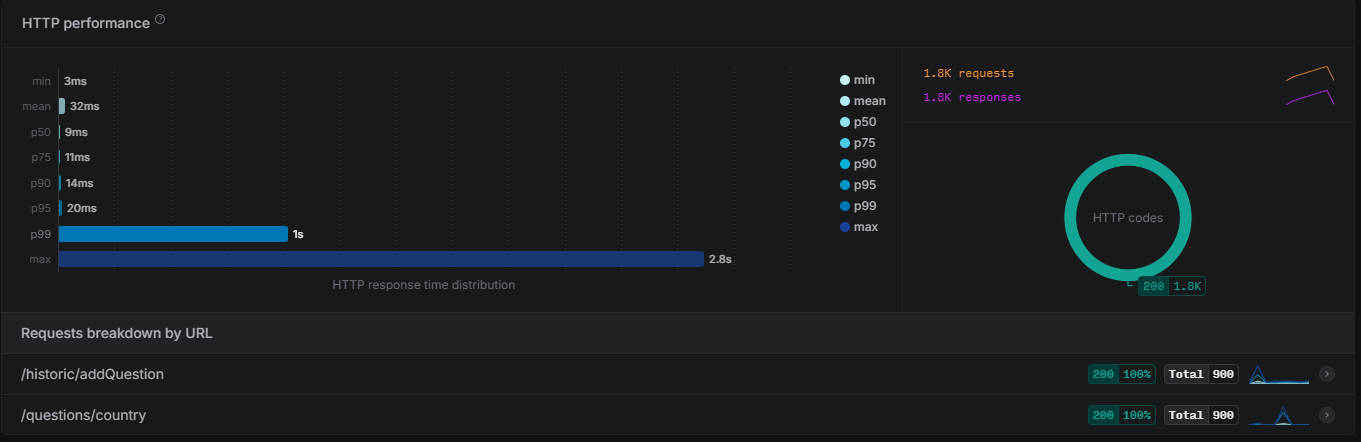 HTTP performance ?
min 3ms
mean 32ms
p50 9ms
p75 11ms
p90 14ms
p95 20ms
p99 1s
max 2.8s
HTTP response time distribution
min
mean
p50
p75
p90
p95
p99
max
1.8K requests
1.8K responses
HTTP codes
200 1.8K
Requests breakdown by URL
/historic/addQuestion 200 100% Total 900
/questions/country 200 100% Total 900